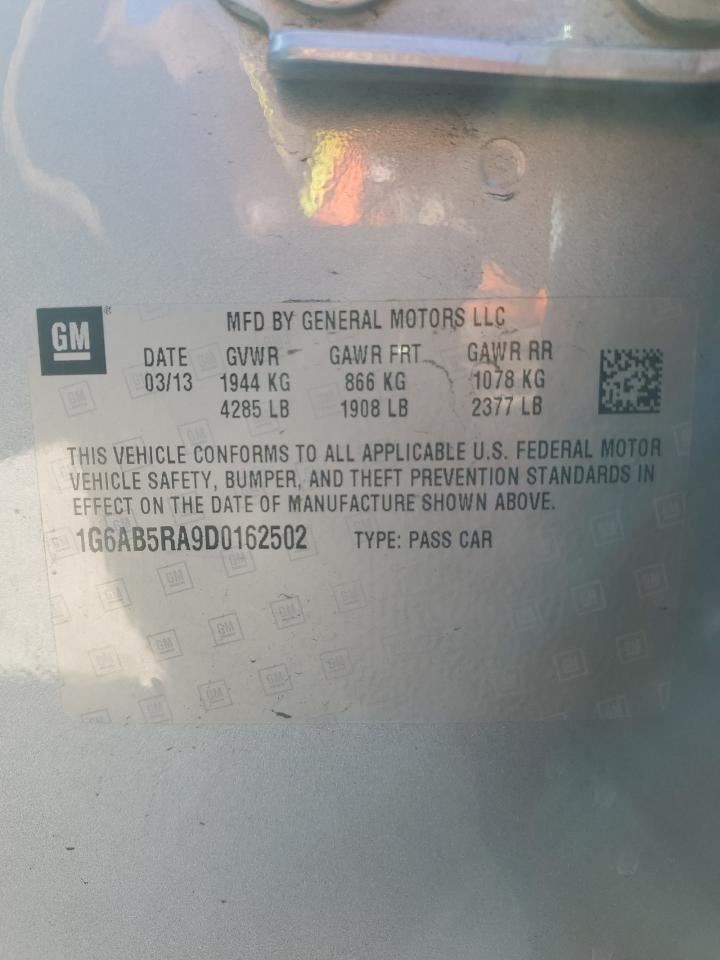 GM
MFD BY GENERAL MOTORS LLC
DATE GVWR GAWR FRT GAWR RR
03/13 1944 KG 866 KG 1078 KG
4285 LB 1908 LB 2377 LB
THIS VEHICLE CONFORMS TO ALL APPLICABLE U.S. FEDERAL MOTOR
VEHICLE SAFETY, BUMPER, AND THEFT PREVENTION STANDARDS IN
EFFECT ON THE DATE OF MANUFACTURE SHOWN ABOVE.
1G6AB5RA9D0162502 TYPE: PASS CAR